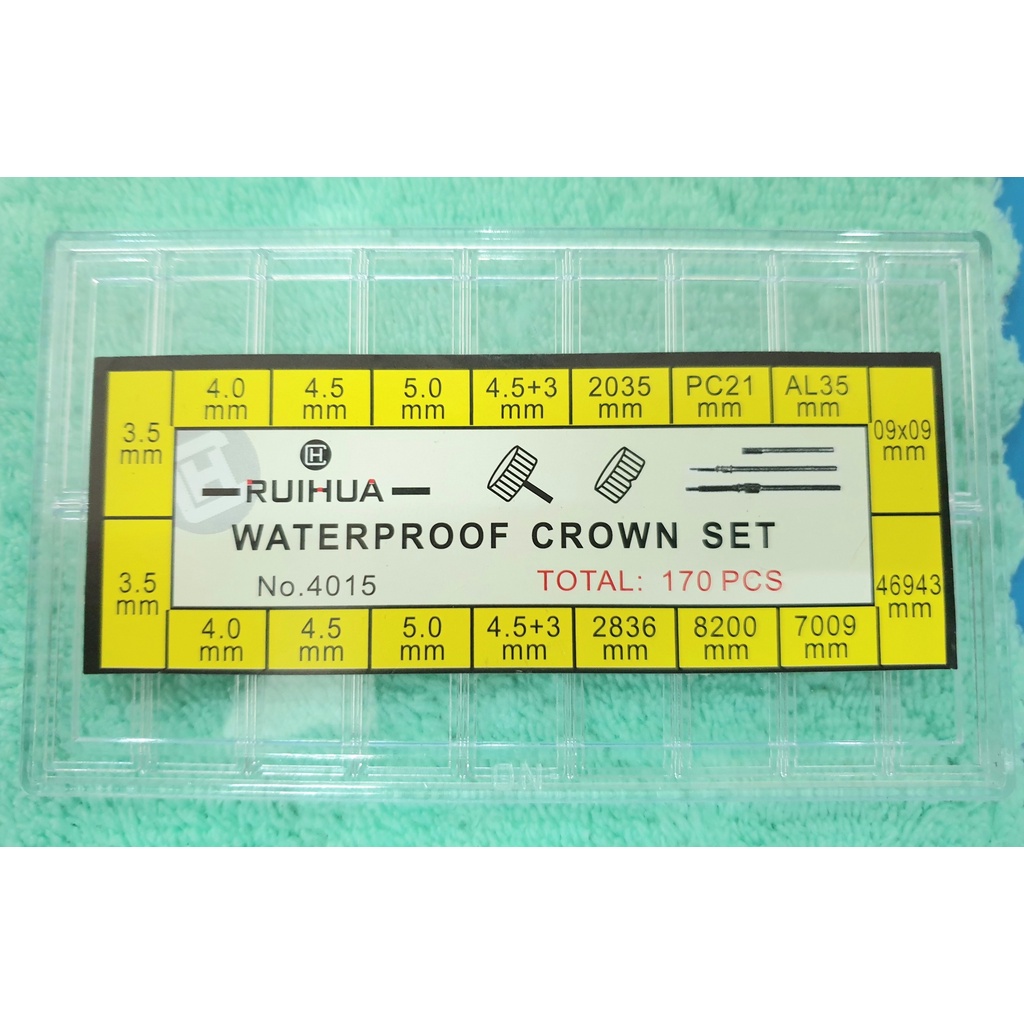 4.0 mm
4.5 mm
5.0 mm
4.5+3 mm
2035 mm
PC21 mm
AL35 mm
3.5 mm
09x09 mm
RUIHUA
WATERPROOF CROWN SET
No.4015
TOTAL: 170 PCS
3.5 mm
46943 mm
4.0 mm
4.5 mm
5.0 mm
4.5+3 mm
2836 mm
8200 mm
7009 mm